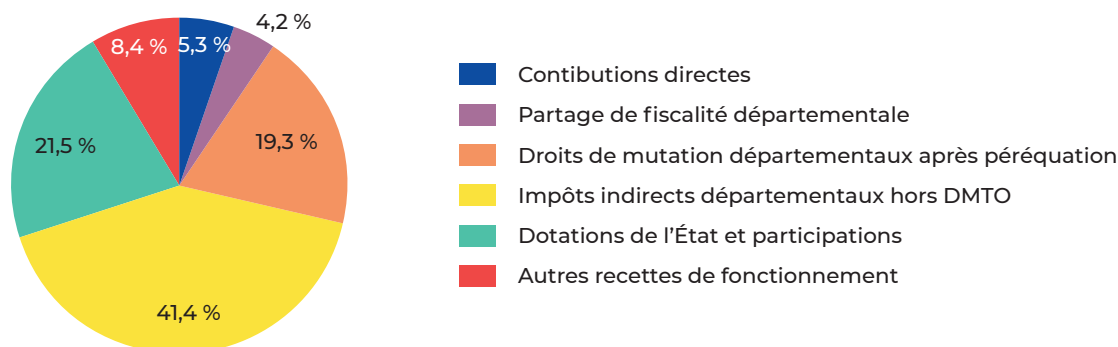 4,2 %
8,4 %
5,3 %
19,3 %
21,5 %
41,4 %
Contibutions directes
Partage de fiscalité départementale
Droits de mutation départementaux après péréquation
Impôts indirects départementaux hors DMTO
Dotations de l’État et participations
Autres recettes de fonctionnement